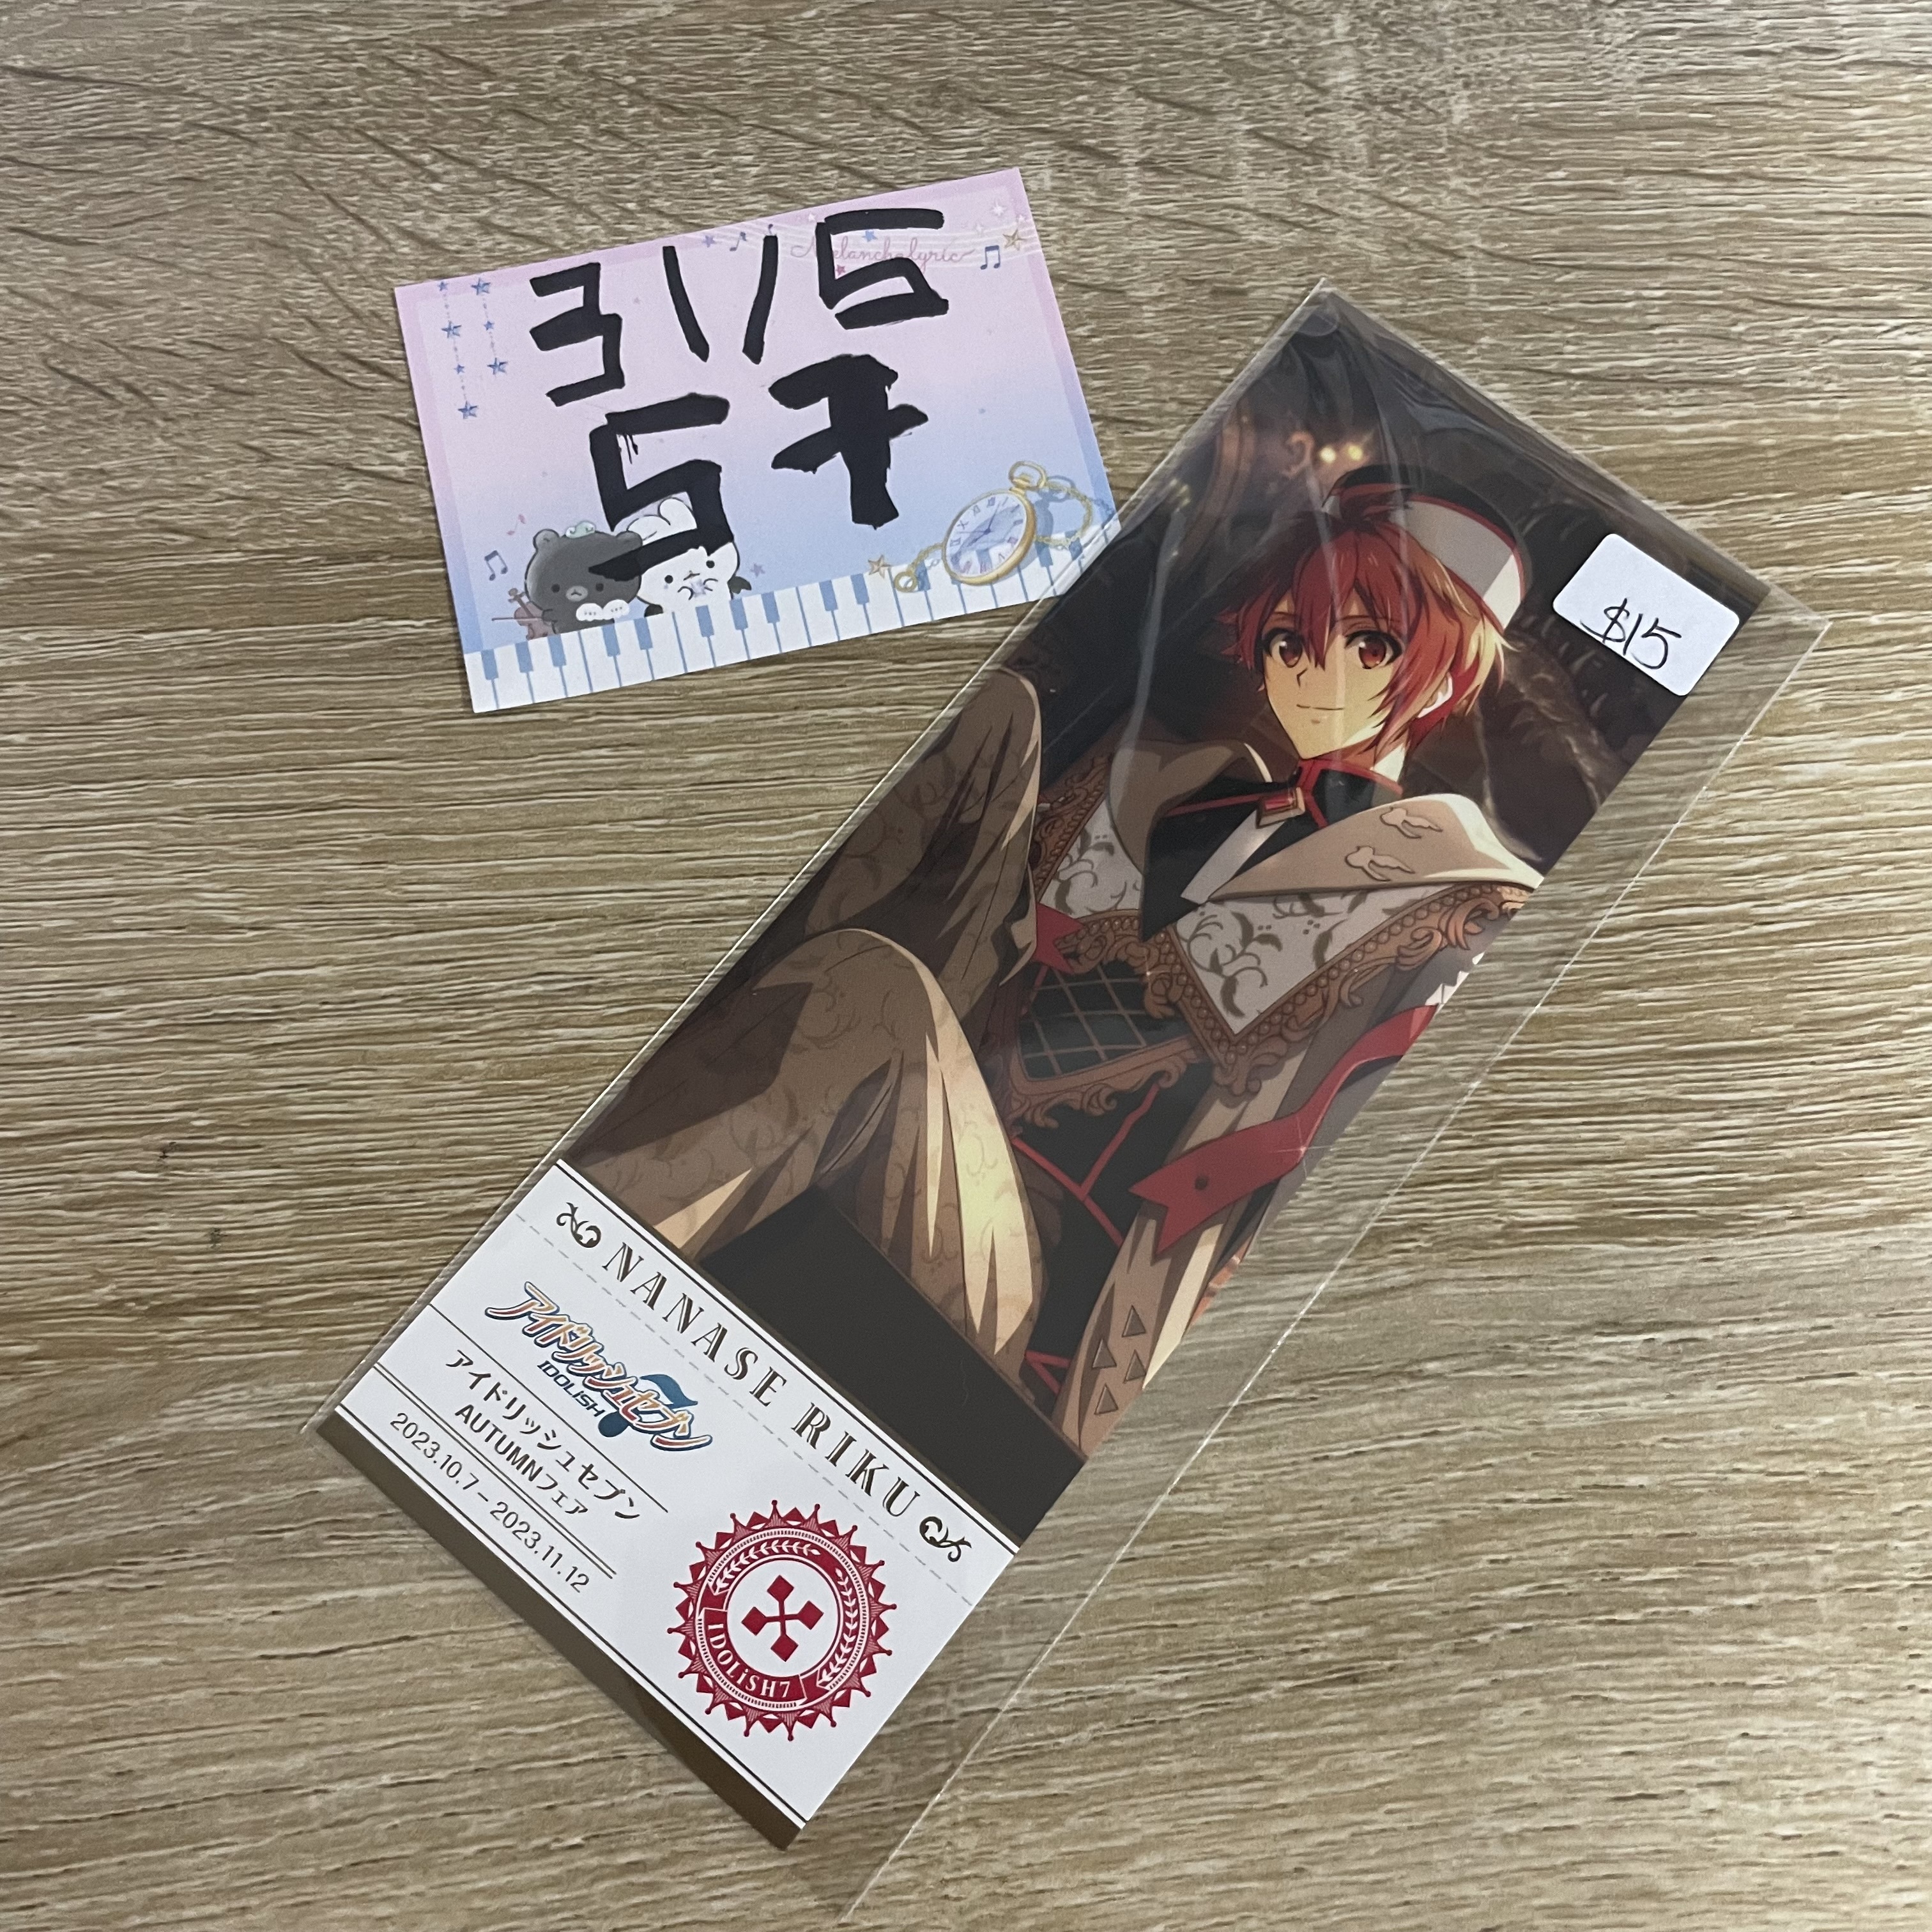 Melancholyric
31/5
57
$15
NANASE RIKU
アイドリッシュセブン
IDOLiSH7
アイドリッシュセブン
AUTUMNフェア
2023.10.7 - 2023.11.12
IDOLiSH7